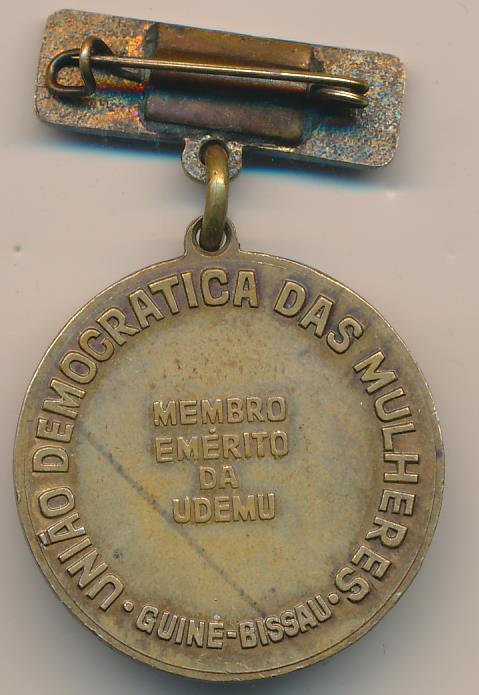 UNIÃO DEMOCRATICA DAS MULHERES
MEMBRO
EMÉRITO
DA
UDEMU
· GUINÉ-BISSAU ·